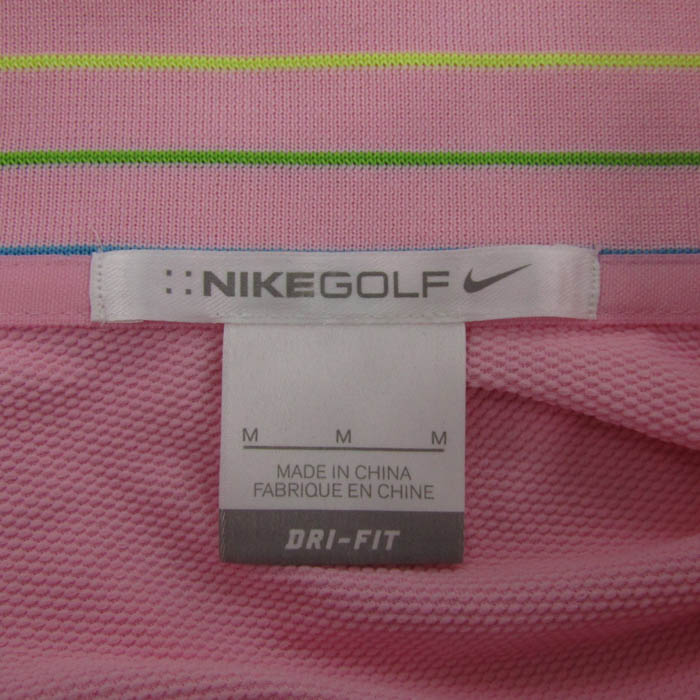 NIKEGOLF
M M M
MADE IN CHINA
FABRIQUE EN CHINE
DRI-FIT